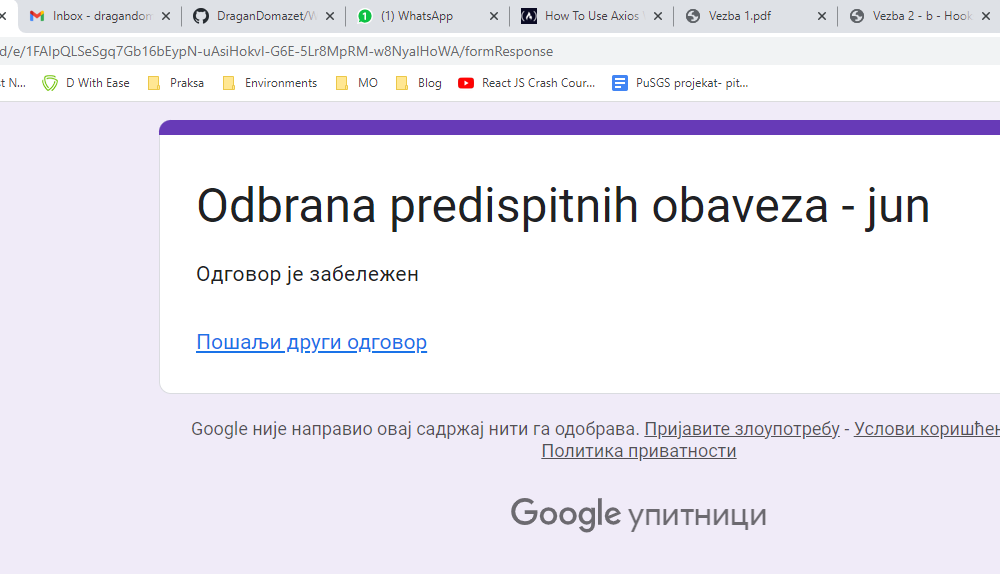 Inbox - dragandom
DraganDomazet/W
(1) WhatsApp
How To Use Axios
Vezba 1.pdf
Vezba 2 - b - Hook
d/e/1FAIpQLSeSgq7Gb16bEypN-uAsiHokvI-G6E-5Lr8MpRM-w8NyalHoWA/formResponse
st N...
D With Ease
Praksa
Environments
MO
Blog
React JS Crash Cour...
PuSGS projekat- pit...
Odbrana predispitnih obaveza - jun
Одговор је забележен
Пошаљи други одговор
Google није направио овај садржај нити га одобрава. Пријавите злоупотребу - Услови коришћењ
Политика приватности
Google упитници